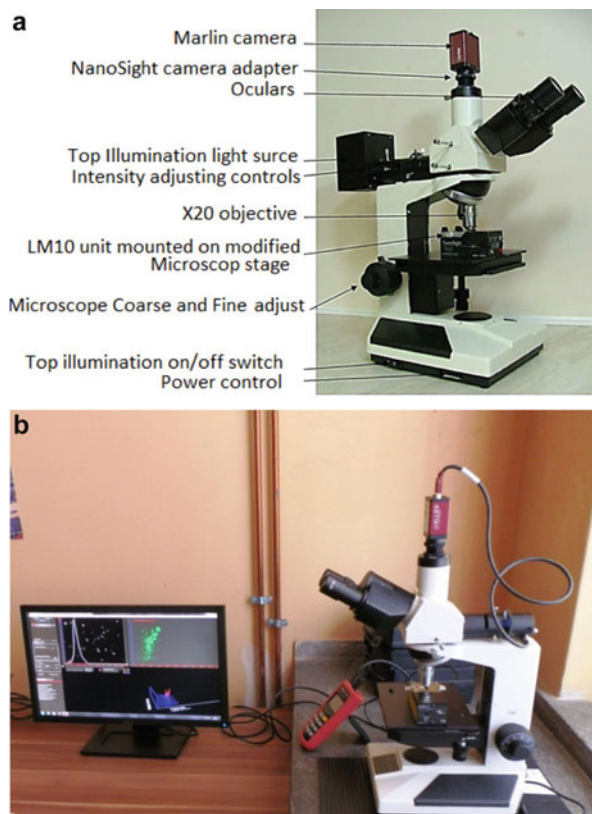 a
Marlin camera
NanoSight camera adapter
Oculars
Top Illumination light surce
Intensity adjusting controls
X20 objective
LM10 unit mounted on modified
Microscop stage
Microscope Coarse and Fine adjust
Top illumination on/off switch
Power control
b